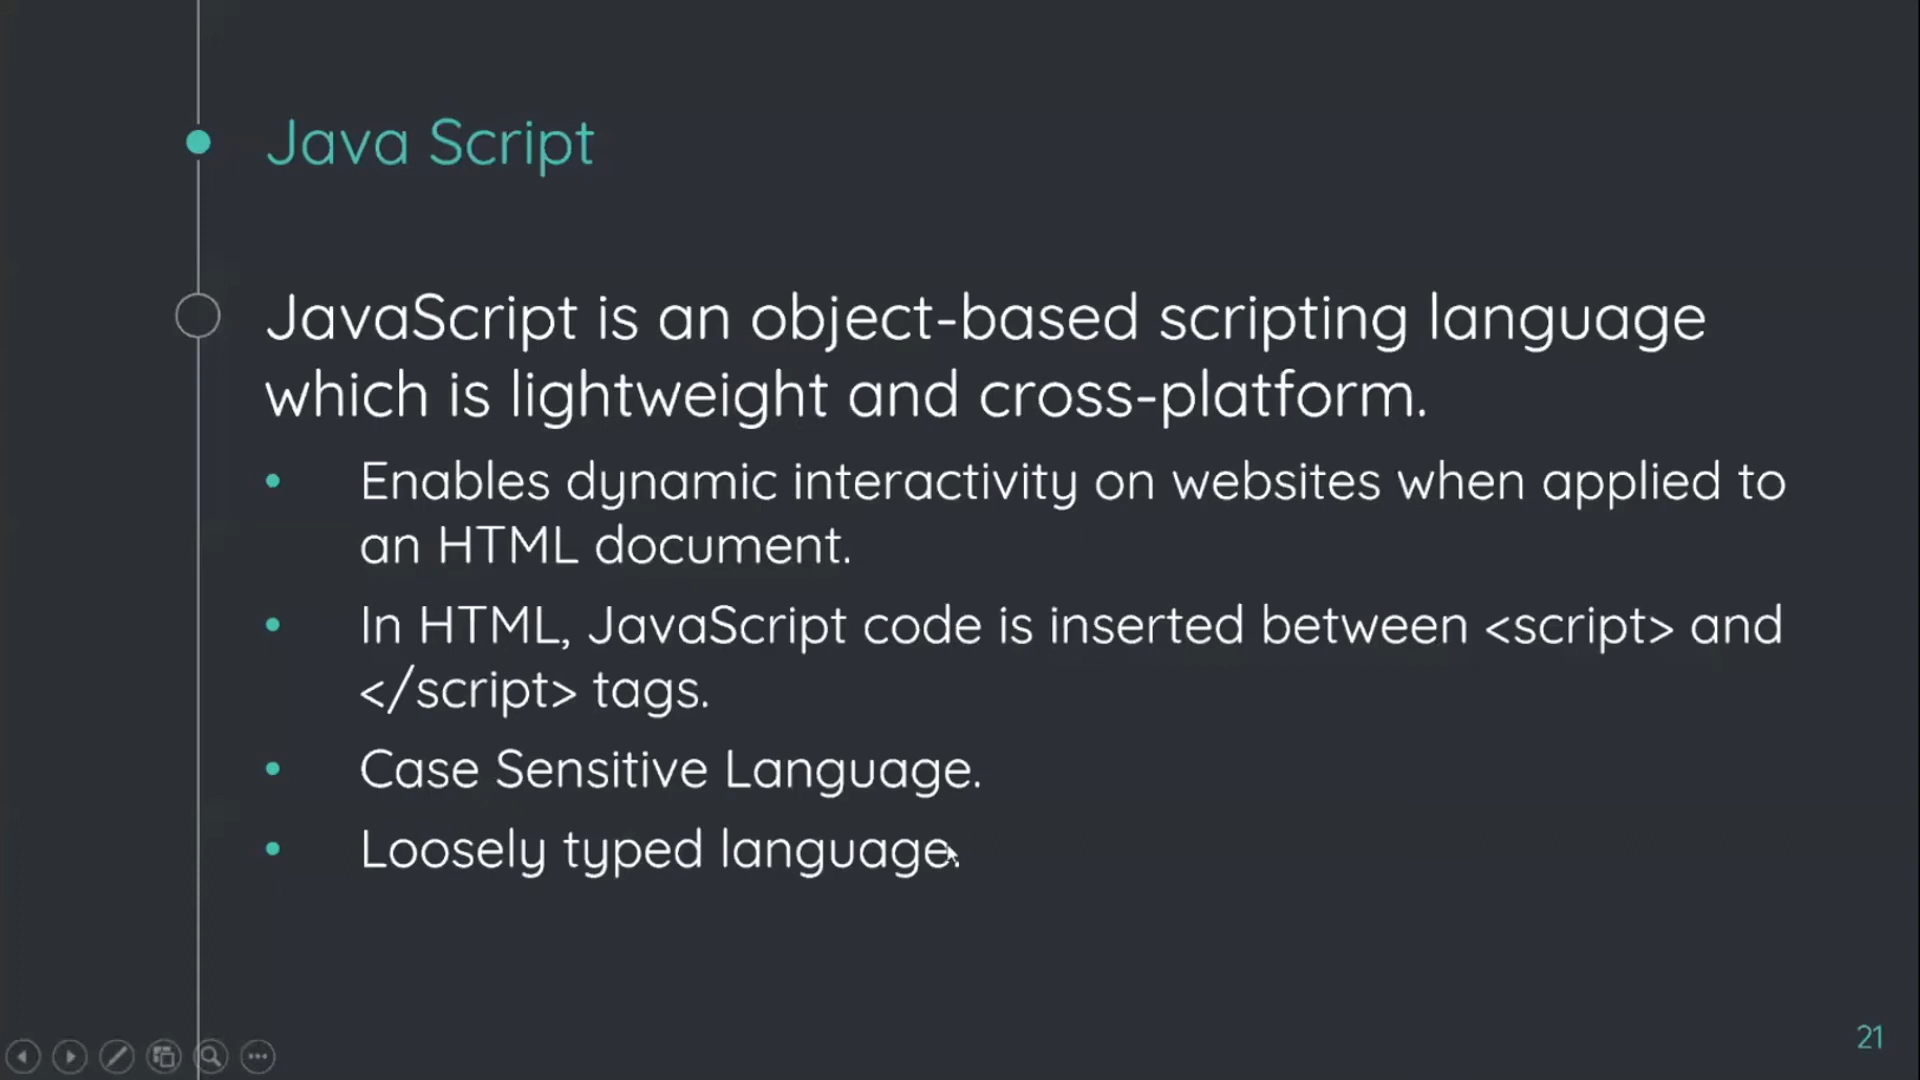 Java Script
JavaScript is an object-based scripting language
which is lightweight and cross-platform.
• Enables dynamic interactivity on websites when applied to
an HTML document.
• In HTML, JavaScript code is inserted between <script> and
</script> tags.
• Case Sensitive Language.
• Loosely typed language.
21